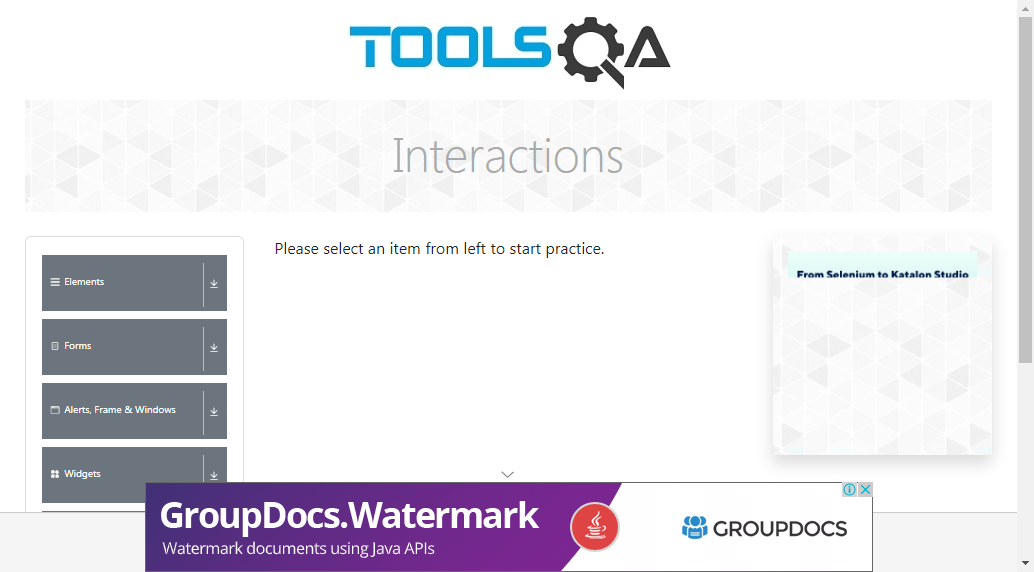 TOOLSQA
Interactions
Please select an item from left to start practice.
Elements
Forms
Alerts, Frame & Windows
Widgets
From Selenium to Katalon Studio
GroupDocs.Watermark
Watermark documents using Java APIs
GROUPDOCS